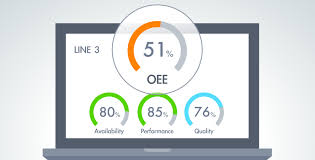 LINE 3
51%
OEE
80% 85% 76%
Availability Performance Quality